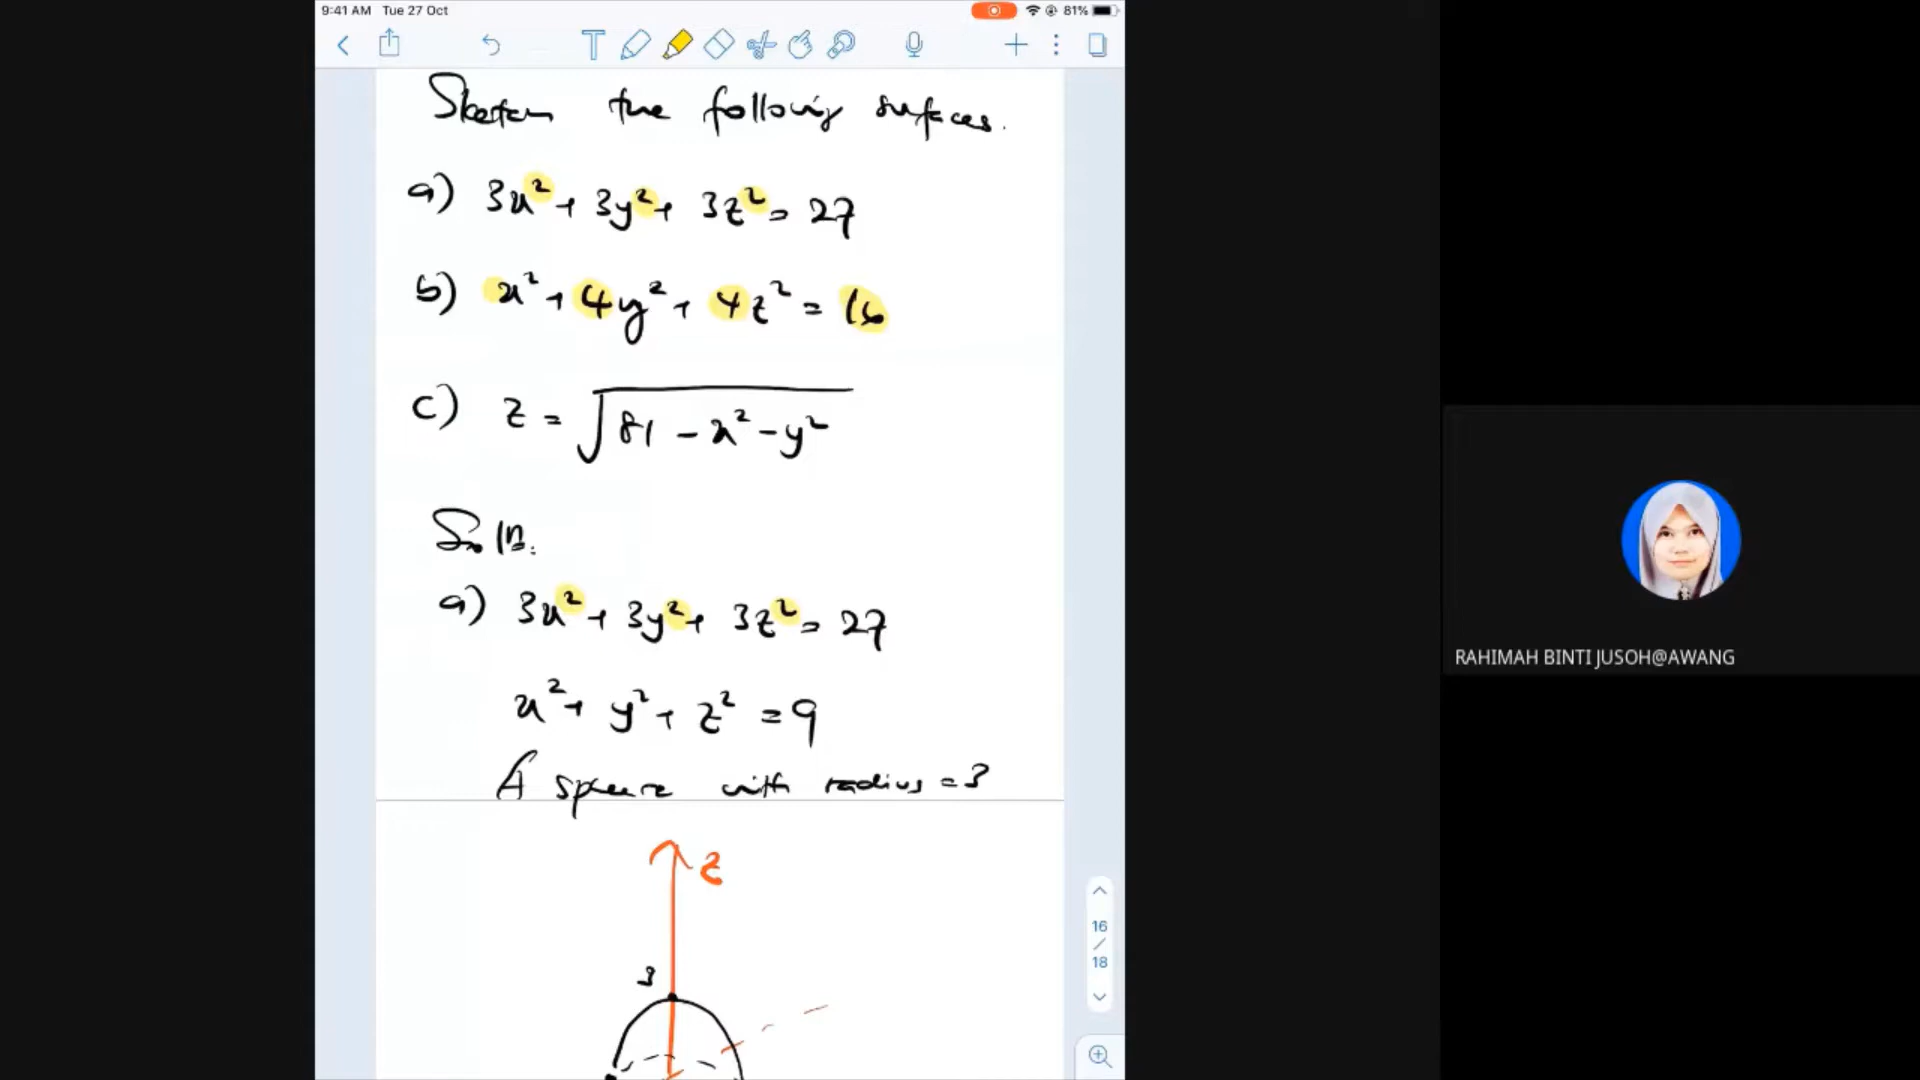 9:41 AM Tue 27 Oct
81%
Sketch the following surfaces.
a) 3x² + 3y² + 3z² = 27
b) x² + 4y² + 4z² = 16
c) z = √(81 - x² - y²)
Soln:
a) 3x² + 3y² + 3z² = 27
x² + y² + z² = 9
A sphere with radius = 3
z
3
16
/
18
RAHIMAH BINTI JUSOH@AWANG